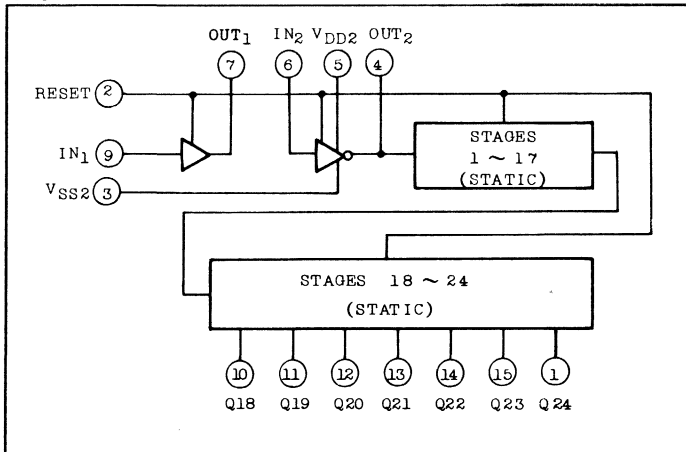 OUT1 IN2 VDD2 OUT2
7 6 5 4
RESET 2
IN1 9
VSS2 3
STAGES
1 ~ 17
(STATIC)
STAGES 18 ~ 24
(STATIC)
10 11 12 13 14 15 1
Q18 Q19 Q20 Q21 Q22 Q23 Q24